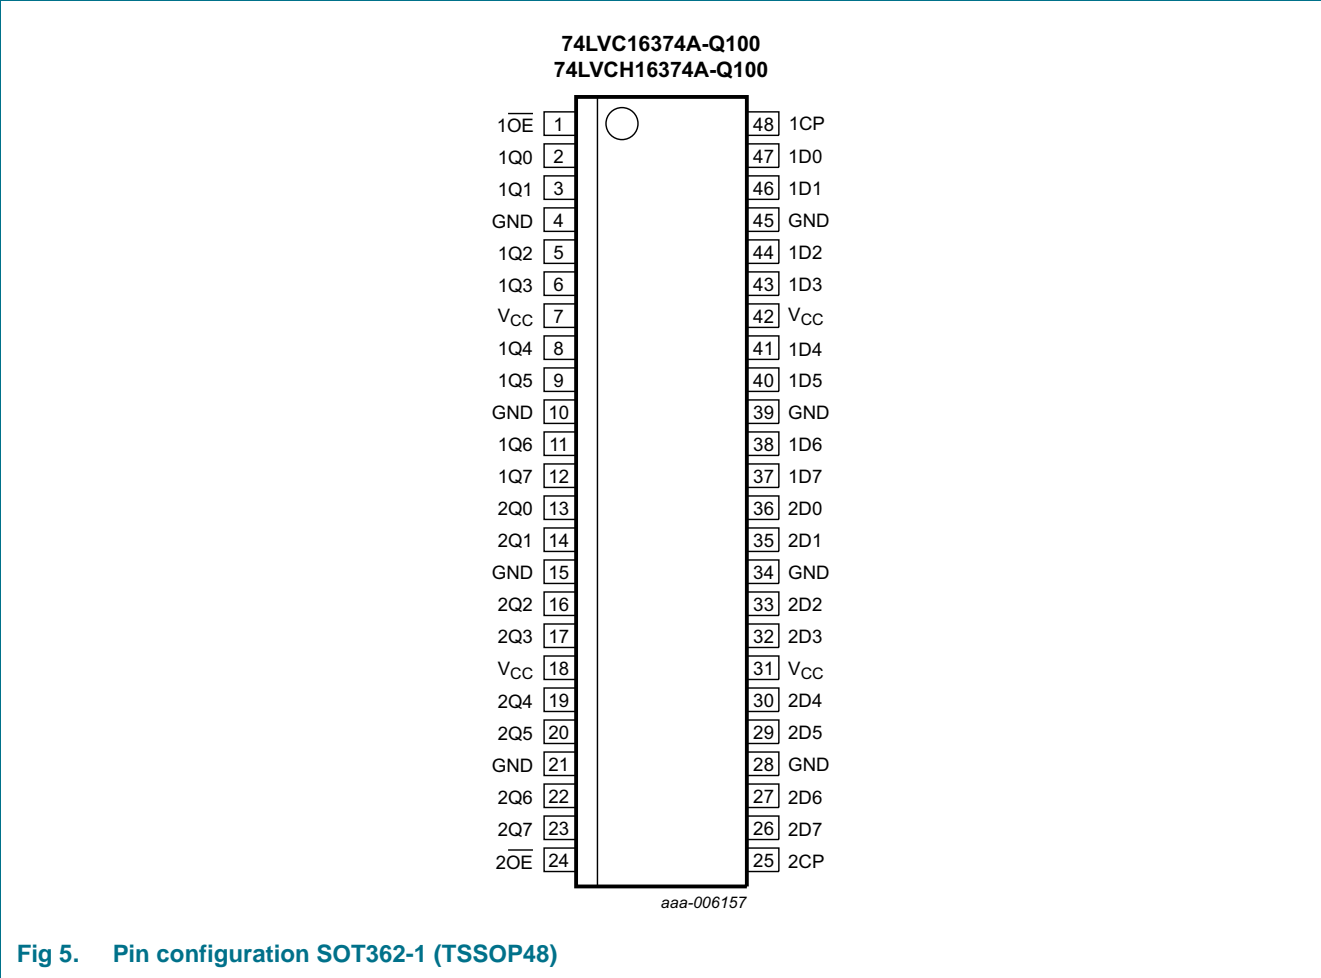 74LVC16374A-Q100
74LVCH16374A-Q100
1O̅E̅ 1 48 1CP
1Q0 2 47 1D0
1Q1 3 46 1D1
GND 4 45 GND
1Q2 5 44 1D2
1Q3 6 43 1D3
VCC 7 42 VCC
1Q4 8 41 1D4
1Q5 9 40 1D5
GND 10 39 GND
1Q6 11 38 1D6
1Q7 12 37 1D7
2Q0 13 36 2D0
2Q1 14 35 2D1
GND 15 34 GND
2Q2 16 33 2D2
2Q3 17 32 2D3
VCC 18 31 VCC
2Q4 19 30 2D4
2Q5 20 29 2D5
GND 21 28 GND
2Q6 22 27 2D6
2Q7 23 26 2D7
2O̅E̅ 24 25 2CP
aaa-006157
Fig 5. Pin configuration SOT362-1 (TSSOP48)